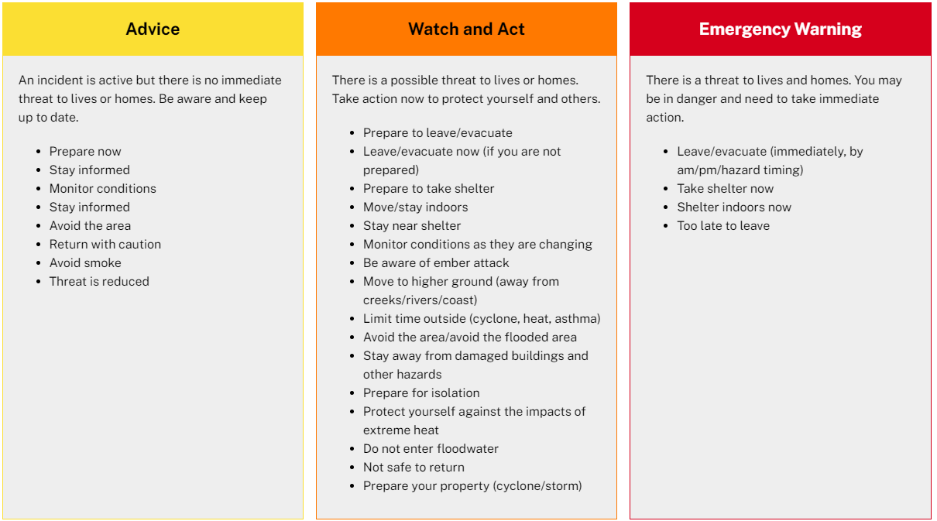 Advice
An incident is active but there is no immediate
threat to lives or homes. Be aware and keep
up to date.
• Prepare now
• Stay informed
• Monitor conditions
• Stay informed
• Avoid the area
• Return with caution
• Avoid smoke
• Threat is reduced
Watch and Act
There is a possible threat to lives or homes.
Take action now to protect yourself and others.
• Prepare to leave/evacuate
• Leave/evacuate now (if you are not
prepared)
• Prepare to take shelter
• Move/stay indoors
• Stay near shelter
• Monitor conditions as they are changing
• Be aware of ember attack
• Move to higher ground (away from
creeks/rivers/coast)
• Limit time outside (cyclone, heat, asthma)
• Avoid the area/avoid the flooded area
• Stay away from damaged buildings and
other hazards
• Prepare for isolation
• Protect yourself against the impacts of
extreme heat
• Do not enter floodwater
• Not safe to return
• Prepare your property (cyclone/storm)
Emergency Warning
There is a threat to lives and homes. You may
be in danger and need to take immediate
action.
• Leave/evacuate (immediately, by
am/pm/hazard timing)
• Take shelter now
• Shelter indoors now
• Too late to leave